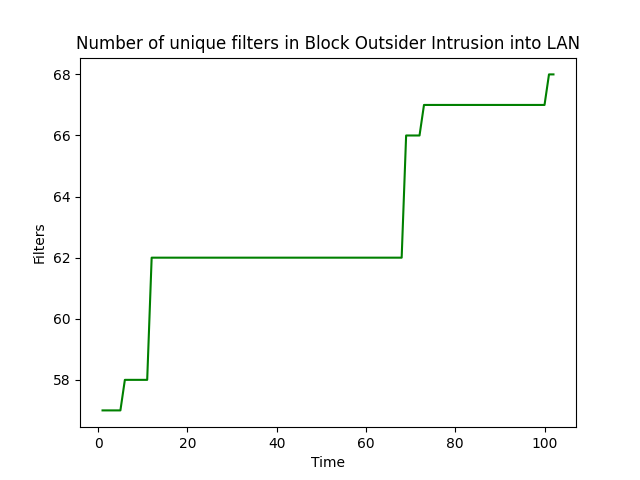 Number of unique filters in Block Outsider Intrusion into LAN
68
66
64
62
60
58
Filters
0 20 40 60 80 100
Time